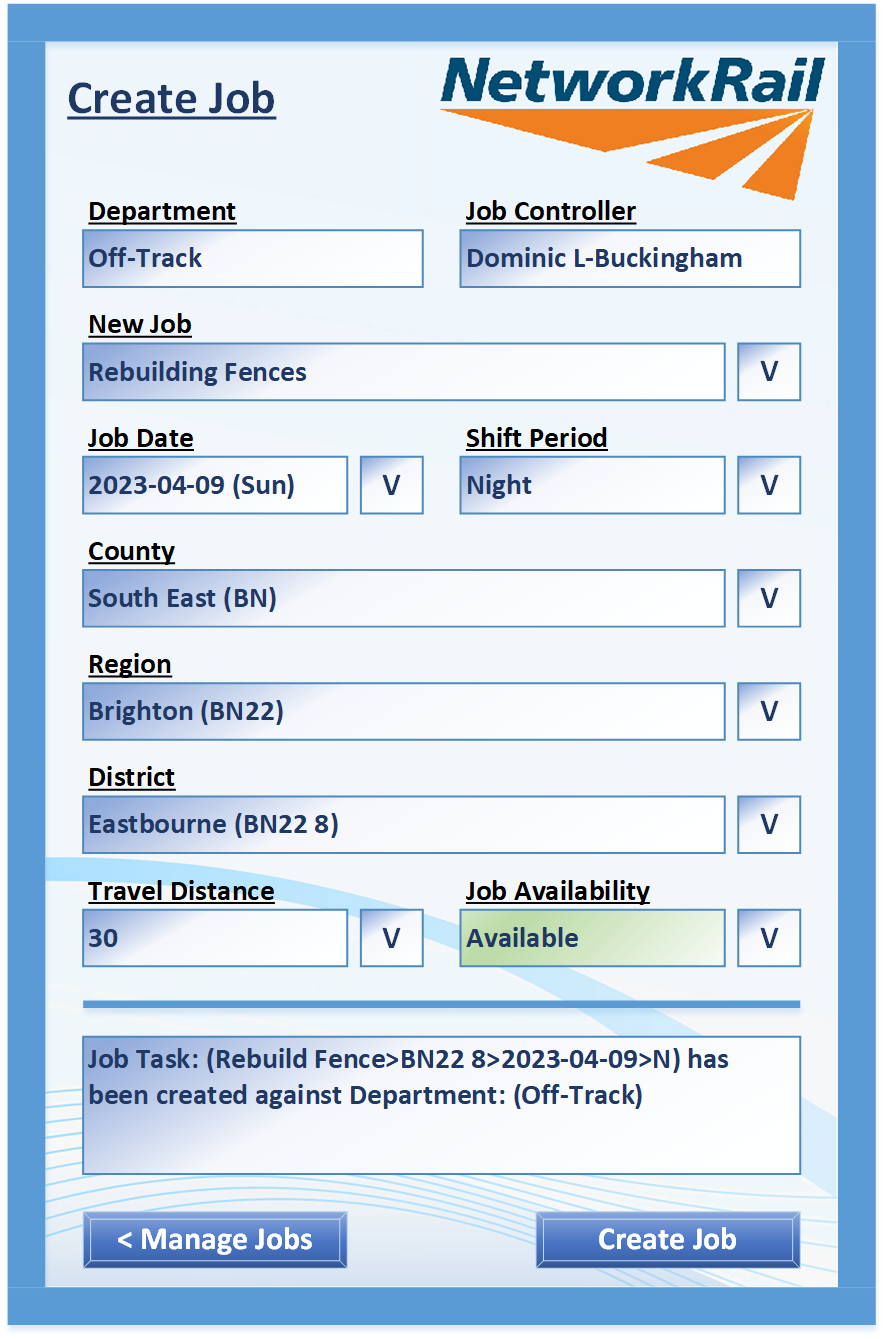 Create Job
NetworkRail
Department
Job Controller
Off-Track
Dominic L-Buckingham
New Job
Rebuilding Fences
V
Job Date
Shift Period
2023-04-09 (Sun)
V
Night
V
County
South East (BN)
V
Region
Brighton (BN22)
V
District
Eastbourne (BN22 8)
V
Travel Distance
Job Availability
30
V
Available
V
Job Task: (Rebuild Fence>BN22 8>2023-04-09>N) has
been created against Department: (Off-Track)
< Manage Jobs
Create Job